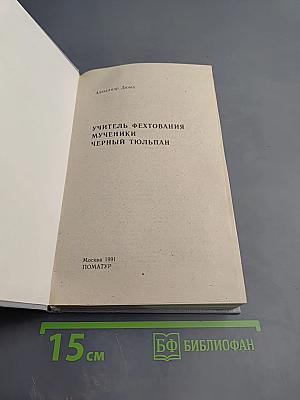 Александр Дюма
УЧИТЕЛЬ ФЕХТОВАНИЯ
МУЧЕНИКИ
ЧЕРНЫЙ ТЮЛЬПАН
Москва 1991
ПОМАТУР
15 см
БФ БИБЛИОФАН